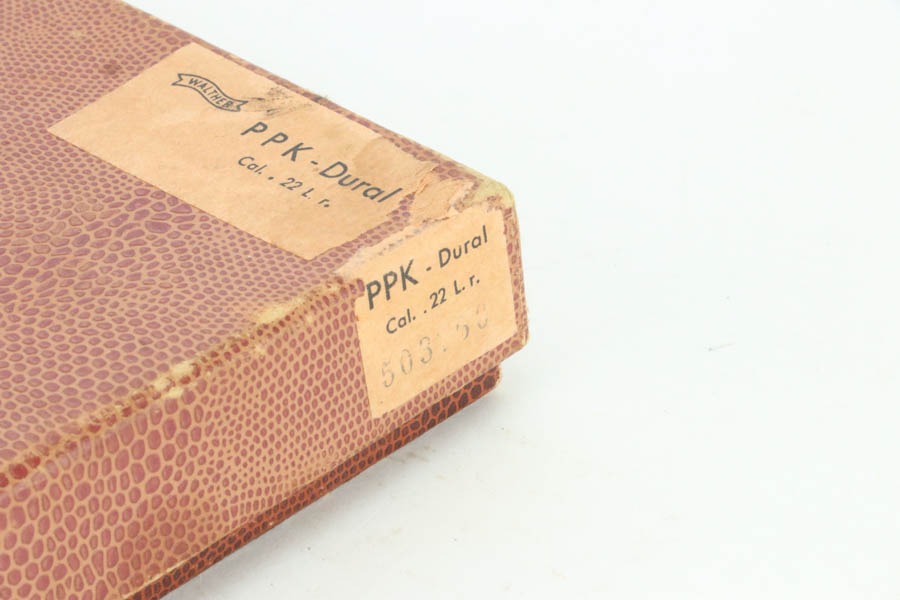 WALTHER
PPK - Dural
Cal. . 22 L. r.
PPK - Dural
Cal. . 22 L. r.